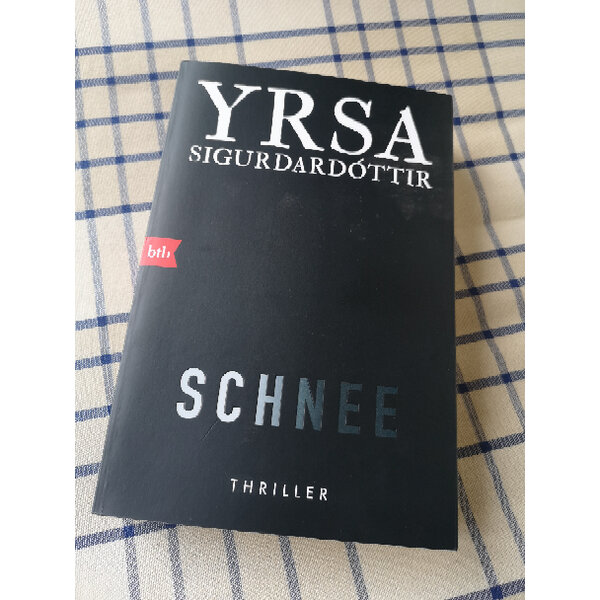 YRSA
SIGURDARDÓTTIR
btb
SCHNEE
THRILLER